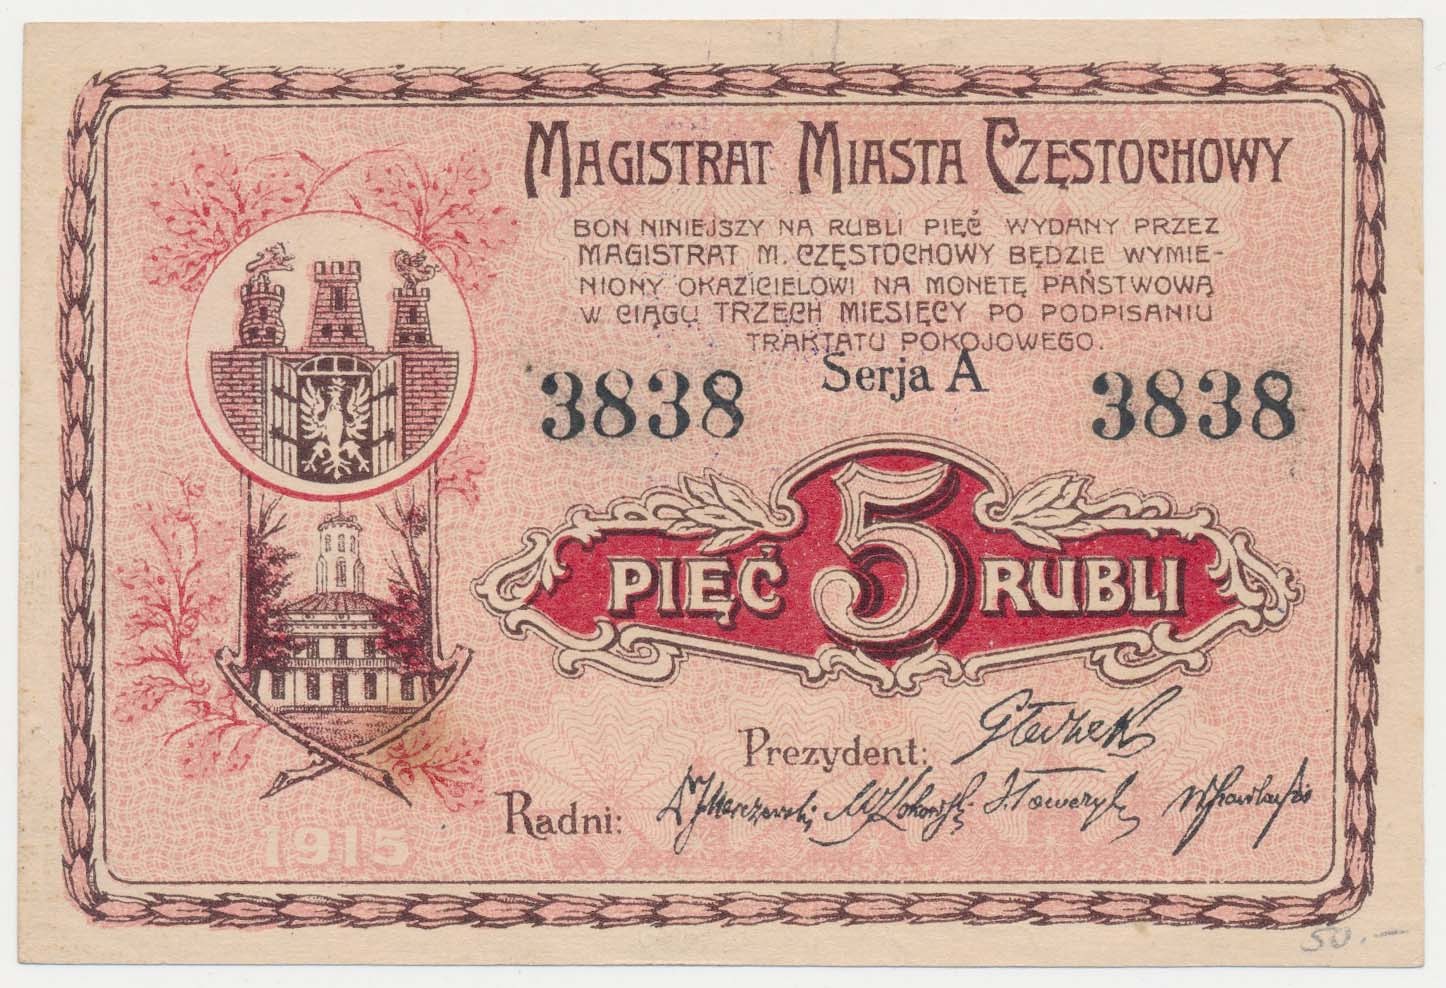 MAGISTRAT MIASTA CZĘSTOCHOWY
BON NINIEJSZY NA RUBLI PIĘĆ WYDANY PRZEZ
MAGISTRAT M. CZĘSTOCHOWY BĘDZIE WYMIE-
NIONY OKAZICIELOWI NA MONETĘ PAŃSTWOWĄ
W CIĄGU TRZECH MIESIĘCY PO PODPISANIU
TRAKTATU POKOJOWEGO.
Serja A
3838 3838
PIĘĆ 5 RUBLI
Prezydent:
Radni:
1915
50.—